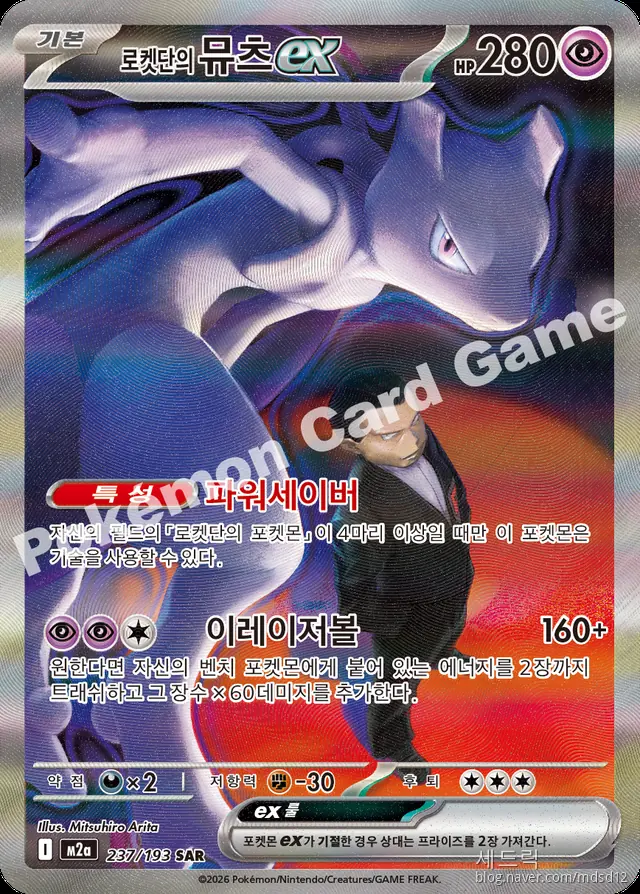 기본
로켓단의 뮤츠 ex HP 280
Pokémon Card Game
특성 파워세이버
자신의 필드의 「로켓단의 포켓몬」이 4마리 이상일 때만 이 포켓몬은
기술을 사용할 수 있다.
이레이저볼 160+
원한다면 자신의 벤치 포켓몬에게 붙어 있는 에너지를 2장까지
트래쉬하고 그 장수 × 60데미지를 추가한다.
약점 ×2 저항력 -30 후퇴
ex 룰
포켓몬 ex가 기절한 경우 상대는 프라이즈를 2장 가져간다.
Illus. Mitsuhiro Arita
I m2a 237/193 SAR
©2026 Pokémon/Nintendo/Creatures/GAME FREAK.
세드릭
blog.naver.com/mdsd12